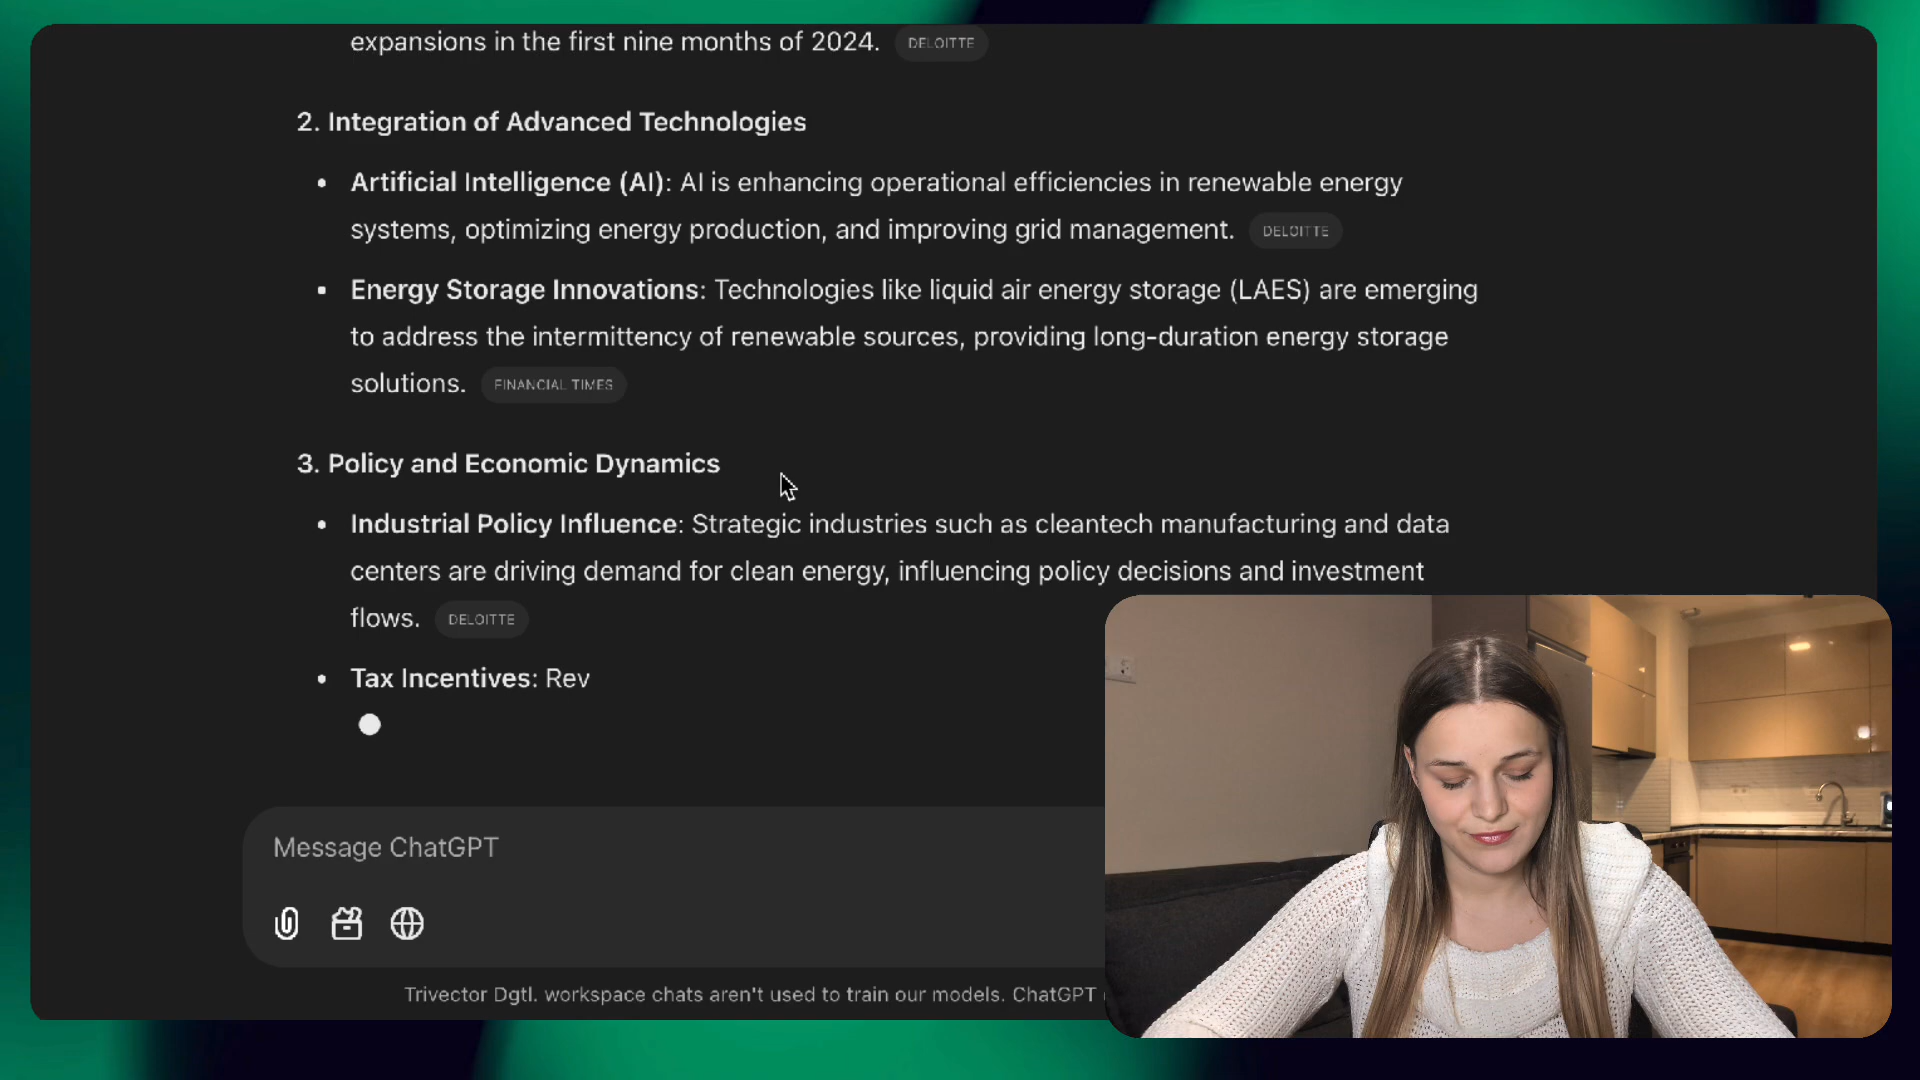 expansions in the first nine months of 2024. DELOITTE
2. Integration of Advanced Technologies
• Artificial Intelligence (AI): AI is enhancing operational efficiencies in renewable energy
systems, optimizing energy production, and improving grid management. DELOITTE
• Energy Storage Innovations: Technologies like liquid air energy storage (LAES) are emerging
to address the intermittency of renewable sources, providing long-duration energy storage
solutions. FINANCIAL TIMES
3. Policy and Economic Dynamics
• Industrial Policy Influence: Strategic industries such as cleantech manufacturing and data
centers are driving demand for clean energy, influencing policy decisions and investment
flows. DELOITTE
• Tax Incentives: Rev
Message ChatGPT
Trivector Dgtl. workspace chats aren't used to train our models. ChatGPT